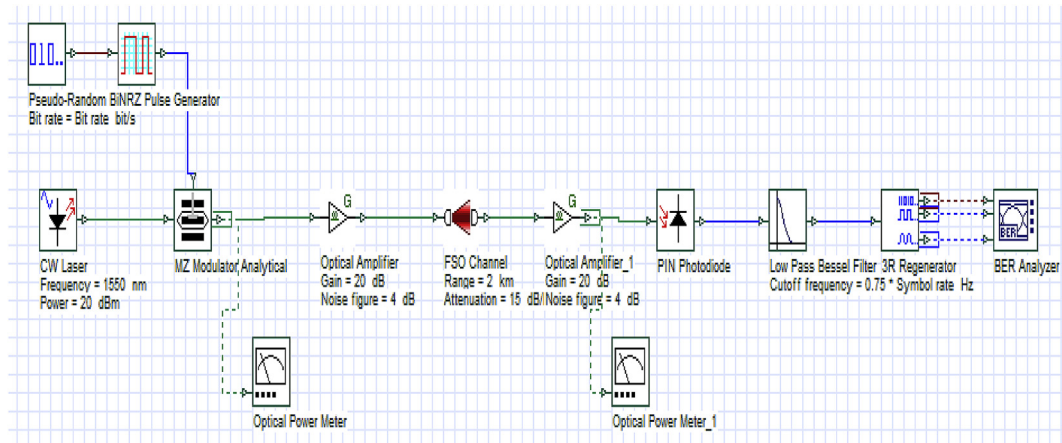 010..
Pseudo-Random BiNRZ Pulse Generator
Bit rate = Bit rate bit/s
CW Laser
Frequency = 1550 nm
Power = 20 dBm
MZ Modulator Analytical
G
Optical Amplifier
Gain = 20 dB
Noise figure = 4 dB
FSO Channel
Range = 2 km
Attenuation = 15 dB/
G
Optical Amplifier_1
Gain = 20 dB
Noise figure = 4 dB
PIN Photodiode
Low Pass Bessel Filter
Cutoff frequency = 0.75 * Symbol rate Hz
3R Regenerator
BER
BER Analyzer
Optical Power Meter
Optical Power Meter_1